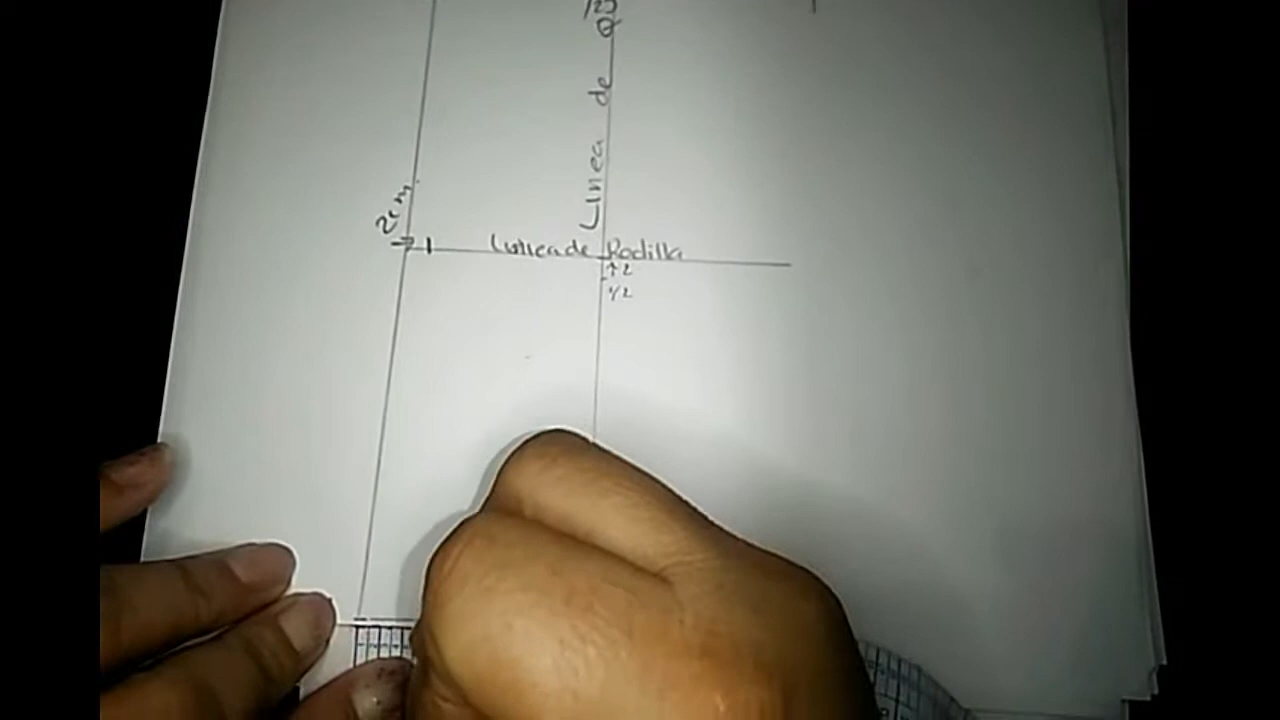 Linea de
2cm.
1
Linea de Rodilla
↑2
1/2